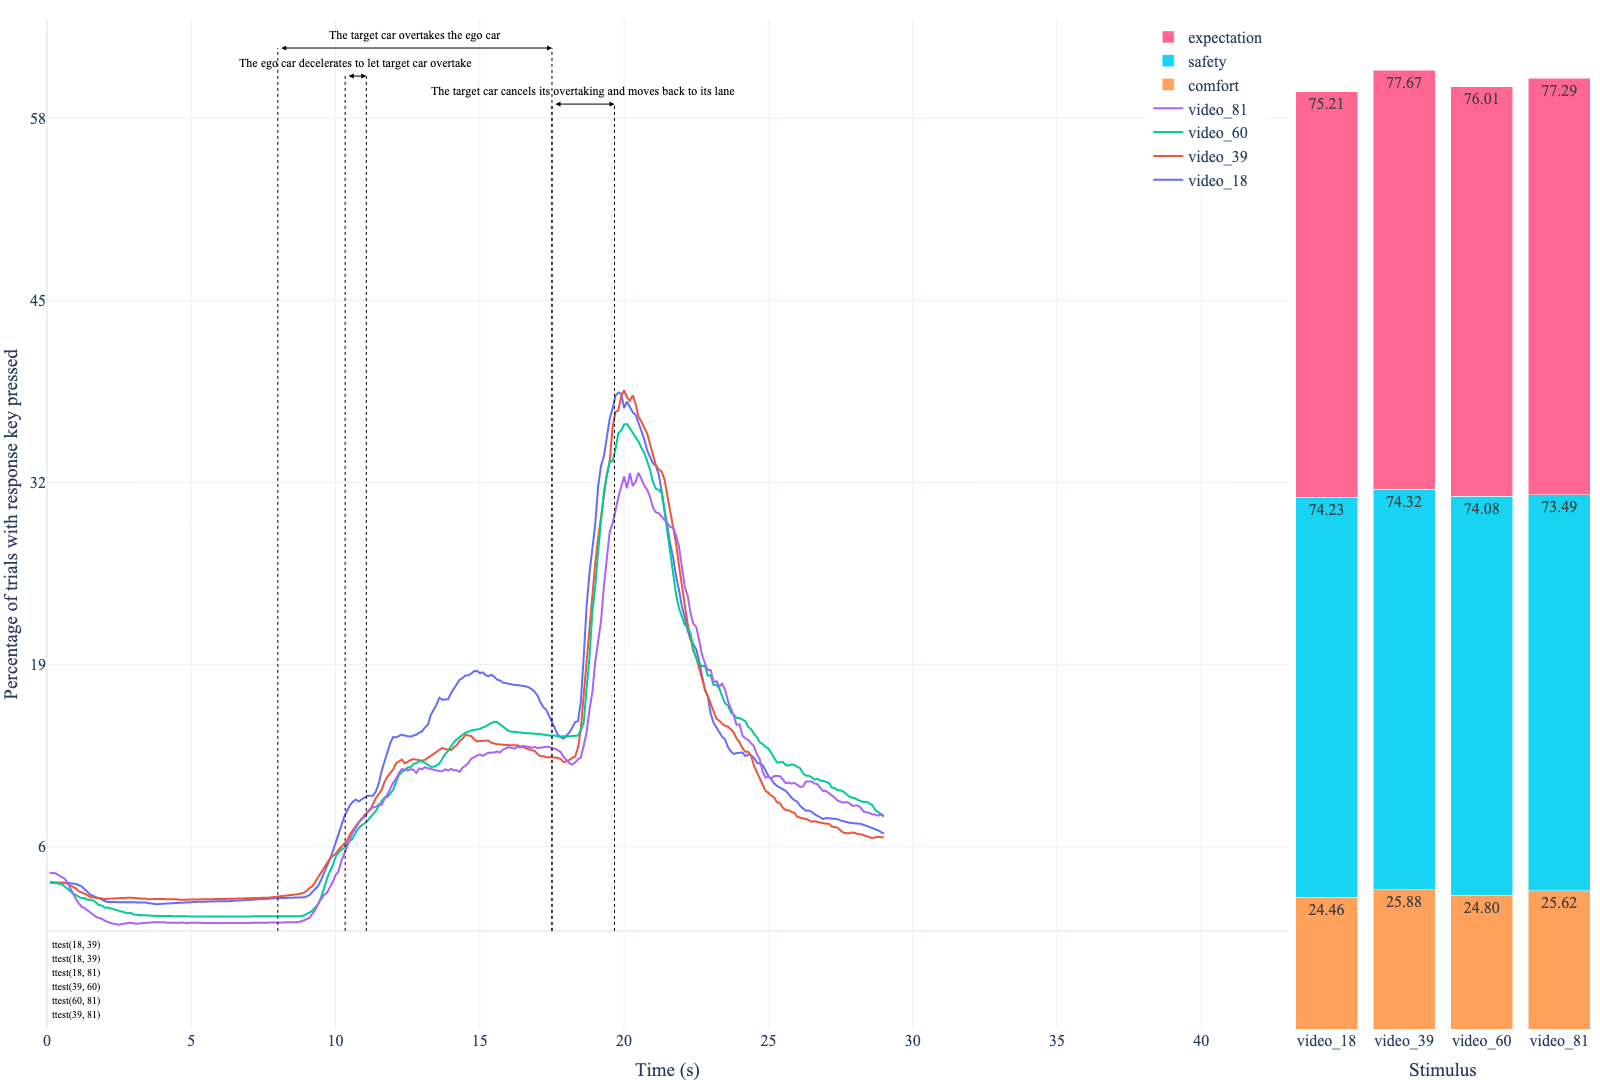 The target car overtakes the ego car
The ego car decelerates to let target car overtake
The target car cancels its overtaking and moves back to its lane
expectation
safety
comfort
video_81
video_60
video_39
video_18
Percentage of trials with response key pressed
58
45
32
19
6
ttest(18, 39)
ttest(18, 39)
ttest(18, 81)
ttest(39, 60)
ttest(60, 81)
ttest(39, 81)
0 5 10 15 20 25 30 35 40
Time (s)
75.21 77.67 76.01 77.29
74.23 74.32 74.08 73.49
24.46 25.88 24.80 25.62
video_18 video_39 video_60 video_81
Stimulus